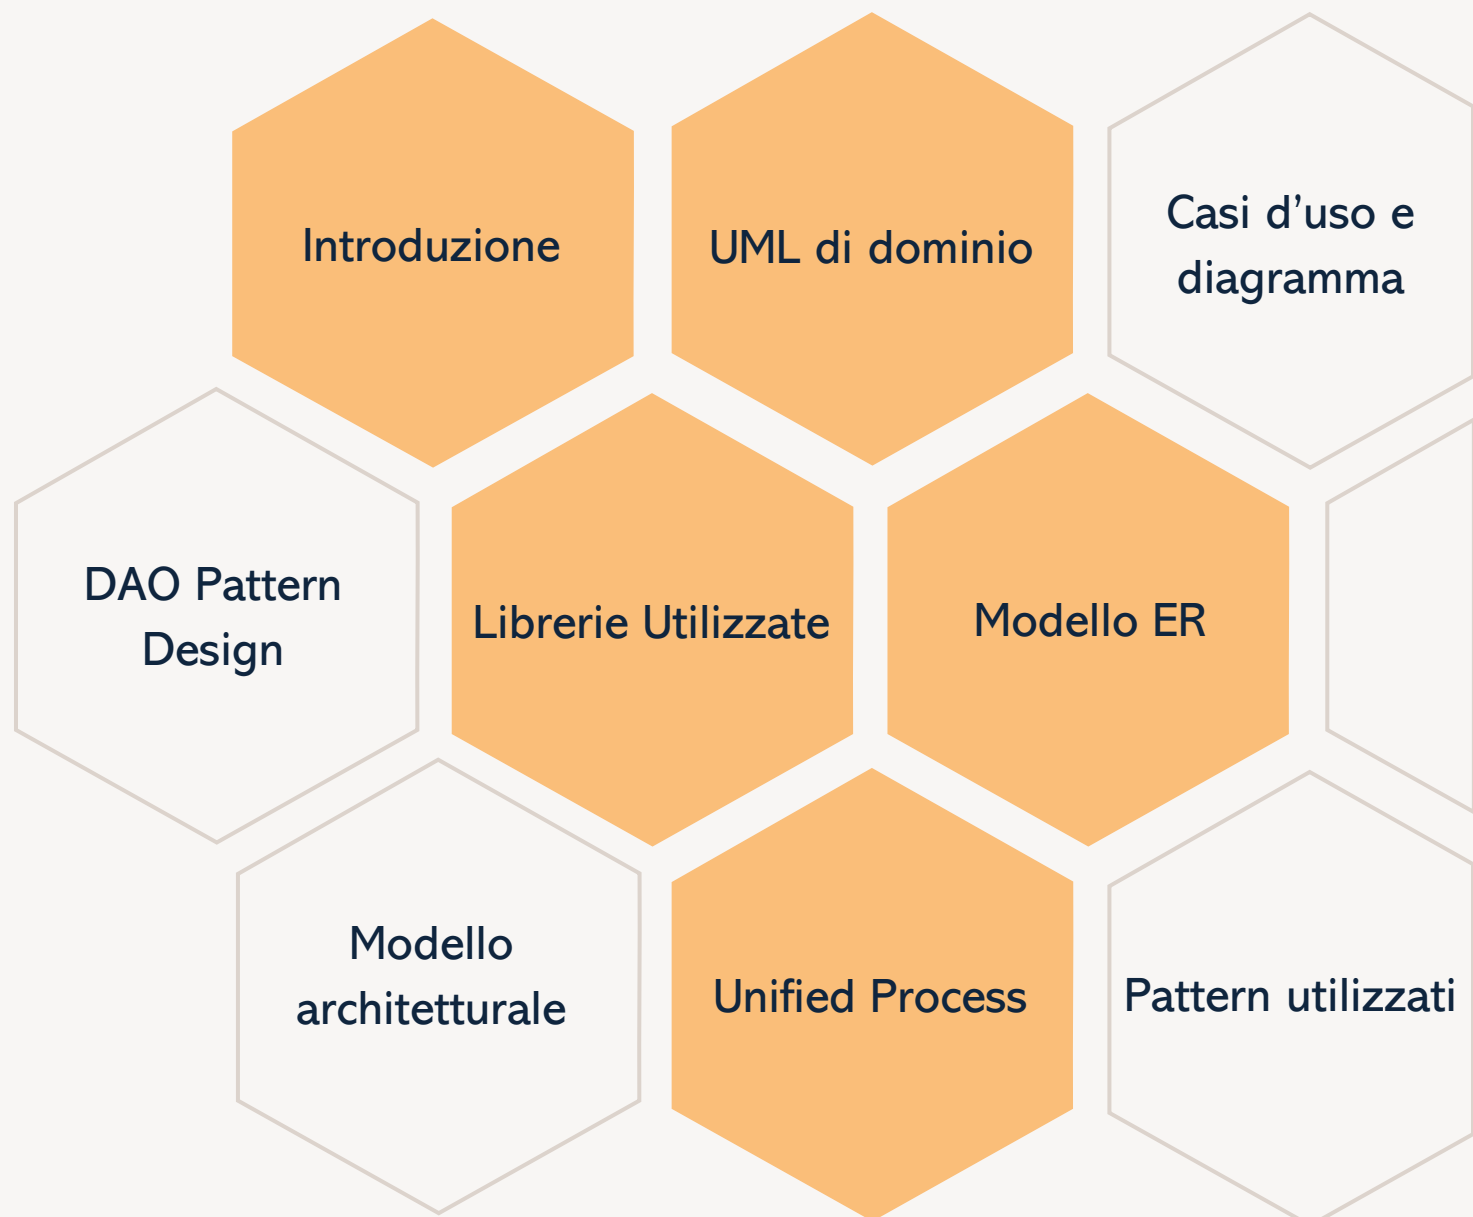 Introduzione
UML di dominio
Casi d’uso e
diagramma
DAO Pattern
Design
Librerie Utilizzate
Modello ER
Modello
architetturale
Unified Process
Pattern utilizzati